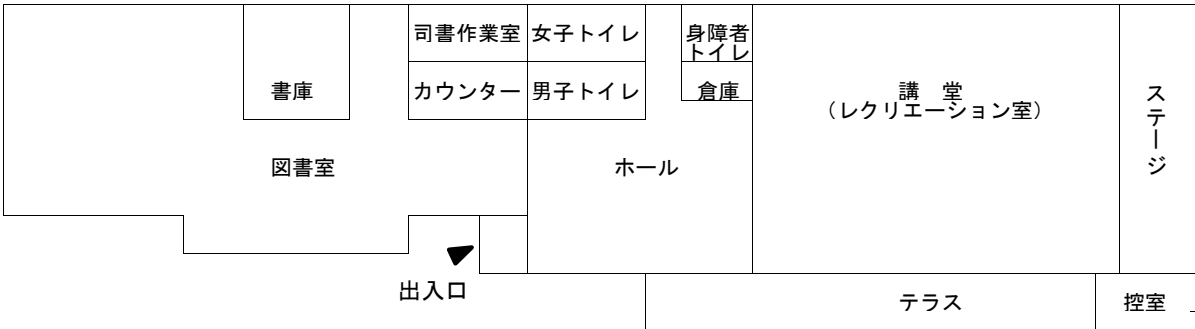 司書作業室
女子トイレ
身障者
トイレ
書庫
カウンター
男子トイレ
倉庫
講　堂
（レクリエーション室）
ステージ
図書室
ホール
出入口
テラス
控室